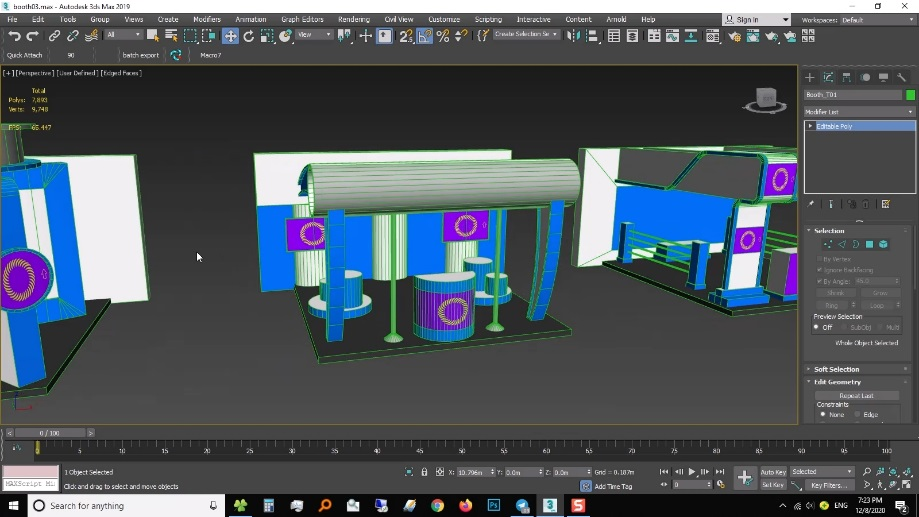 booth03.max - Autodesk 3ds Max 2019
File Edit Tools Group Views Create Modifiers Animation Graph Editors Rendering Civil View Customize Scripting Interactive Content Arnold Help Sign In Workspaces: Default
All View Create Selection Se
Quick Attach 90 batch export Macro7
[+] [Perspective] [User Defined] [Edged Faces]
Total
Polys: 7,893
Verts: 9,748
FPS: 65.447
Booth_T01
Modifier List
Editable Poly
Selection
By Vertex
Ignore Backfacing
By Angle: 45.0
Shrink Grow
Ring Loop
Preview Selection
Off SubObj Multi
Whole Object Selected
Soft Selection
Edit Geometry
Repeat Last
Constraints
None Edge
0 / 100
0 5 10 15 20 25 30 35 40 45 50 55 60 65 70 75 80 85 90 95 100
1 Object Selected
X: 10.796m Y: 0.0m Z: 0.0m Grid = 0.107m
Auto Key Selected
MAXScript Mi
Click and drag to select and move objects
Add Time Tag
0
Set Key Key Filters...
Search for anything
ENG
7:23 PM
12/8/2020
2